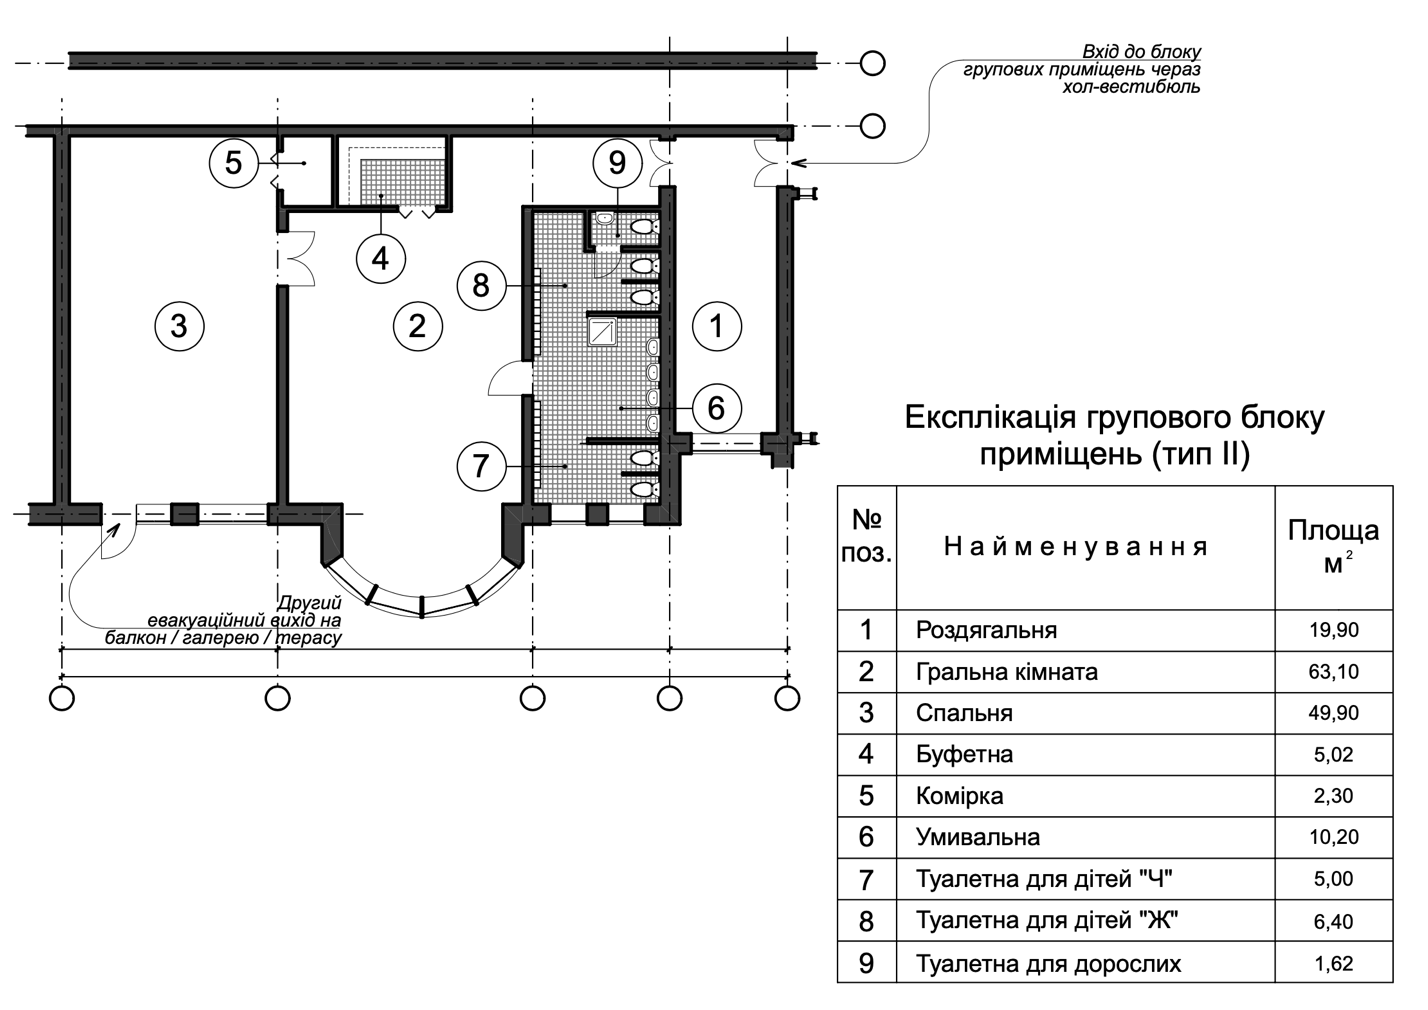 Вхід до блоку
групових приміщень чераз
хол-вестибюль
5
9
4
8
3
2
1
6
7
Другий
евакуаційний вихід на
балкон / галерею / терасу
Експлікація групового блоку
приміщень (тип II)
№ поз. Найменування Площа м²
1 Роздягальня 19,90
2 Гральна кімната 63,10
3 Спальня 49,90
4 Буфетна 5,02
5 Комірка 2,30
6 Умивальна 10,20
7 Туалетна для дітей "Ч" 5,00
8 Туалетна для дітей "Ж" 6,40
9 Туалетна для дорослих 1,62